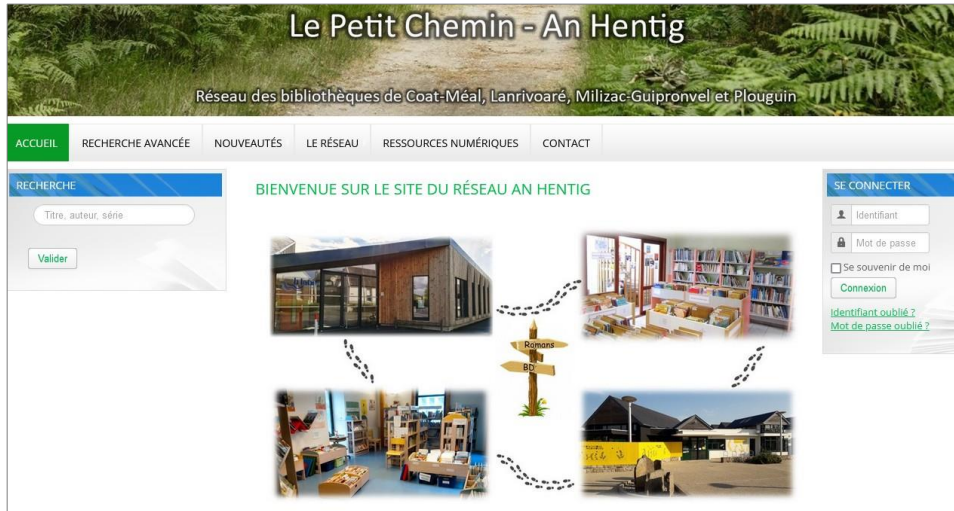 Le Petit Chemin - An Hentig
Réseau des bibliothèques de Coat-Méal, Lanrivoaré, Milizac-Guipronvel et Plouguin
ACCUEIL
RECHERCHE AVANCÉE
NOUVEAUTÉS
LE RÉSEAU
RESSOURCES NUMÉRIQUES
CONTACT
RECHERCHE
Titre, auteur, série
Valider
BIENVENUE SUR LE SITE DU RÉSEAU AN HENTIG
Romans
BD
SE CONNECTER
Identifiant
Mot de passe
Se souvenir de moi
Connexion
Identifiant oublié ?
Mot de passe oublié ?